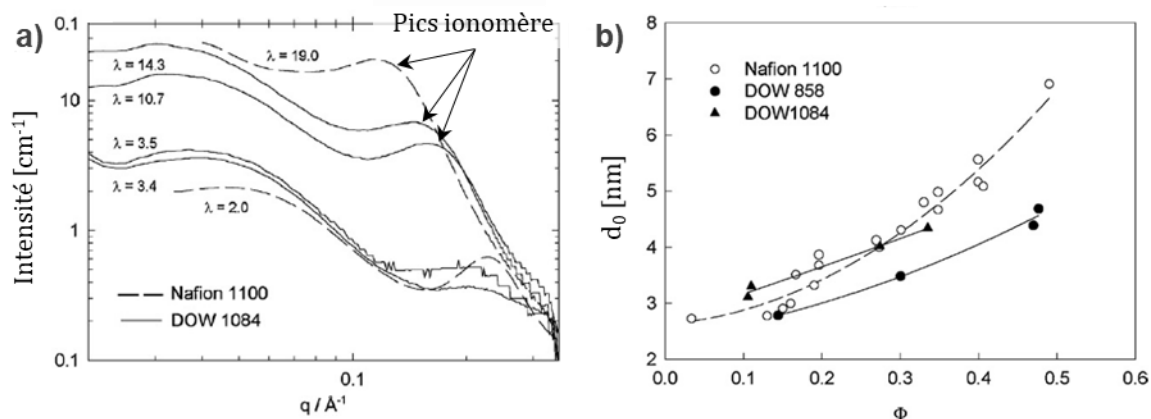 a)
Pics ionomère
0.1
10
1
0.1
Intensité [cm⁻¹]
λ = 19.0
λ = 14.3
λ = 10.7
λ = 3.5
λ = 3.4
λ = 2.0
Nafion 1100
DOW 1084
0.1
q / Å⁻¹
b)
Nafion 1100
DOW 858
DOW1084
8
7
6
5
4
3
2
d₀ [nm]
0.0 0.1 0.2 0.3 0.4 0.5 0.6
Φ